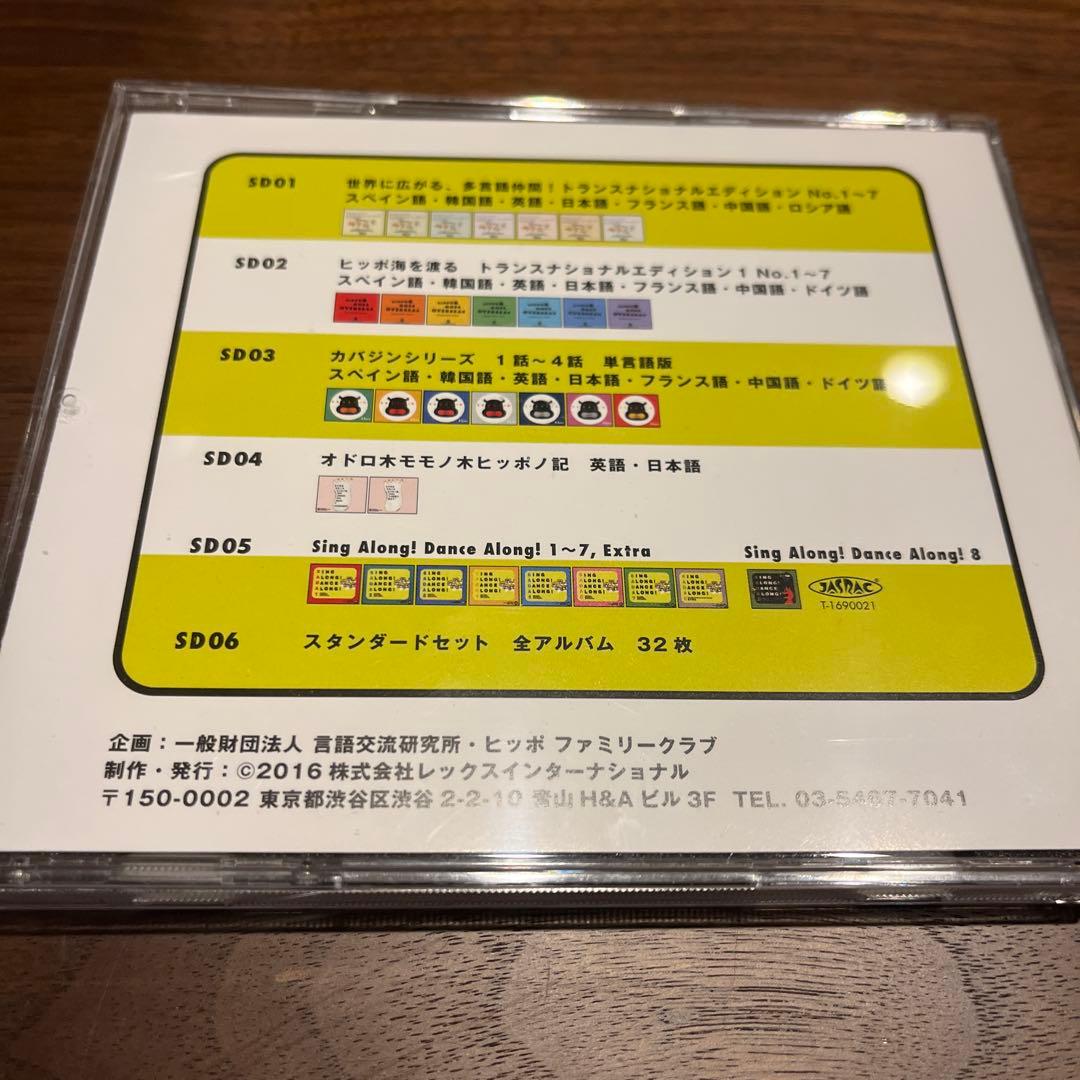 SD01 世界に広がる、多言語仲間!トランスナショナルエディション No.1〜7
スペイン語・韓国語・英語・日本語・フランス語・中国語・ロシア語
SD02 ヒッポ海を渡る トランスナショナルエディション1 No.1〜7
スペイン語・韓国語・英語・日本語・フランス語・中国語・ドイツ語
SD03 カバジンシリーズ 1話〜4話 単言語版
スペイン語・韓国語・英語・日本語・フランス語・中国語・ドイツ語
SD04 オドロ木モモノ木ヒッポノ記 英語・日本語
SD05 Sing Along! Dance Along! 1〜7, Extra Sing Along! Dance Along! 8
JASRAC
T-1690021
SD06 スタンダードセット 全アルバム 32枚
企画:一般財団法人 言語交流研究所・ヒッポ ファミリークラブ
制作・発行:©2016 株式会社レックスインターナショナル
〒150-0002 東京都渋谷区渋谷 2-2-10 青山 H&A ビル 3F TEL. 03-5467-7041